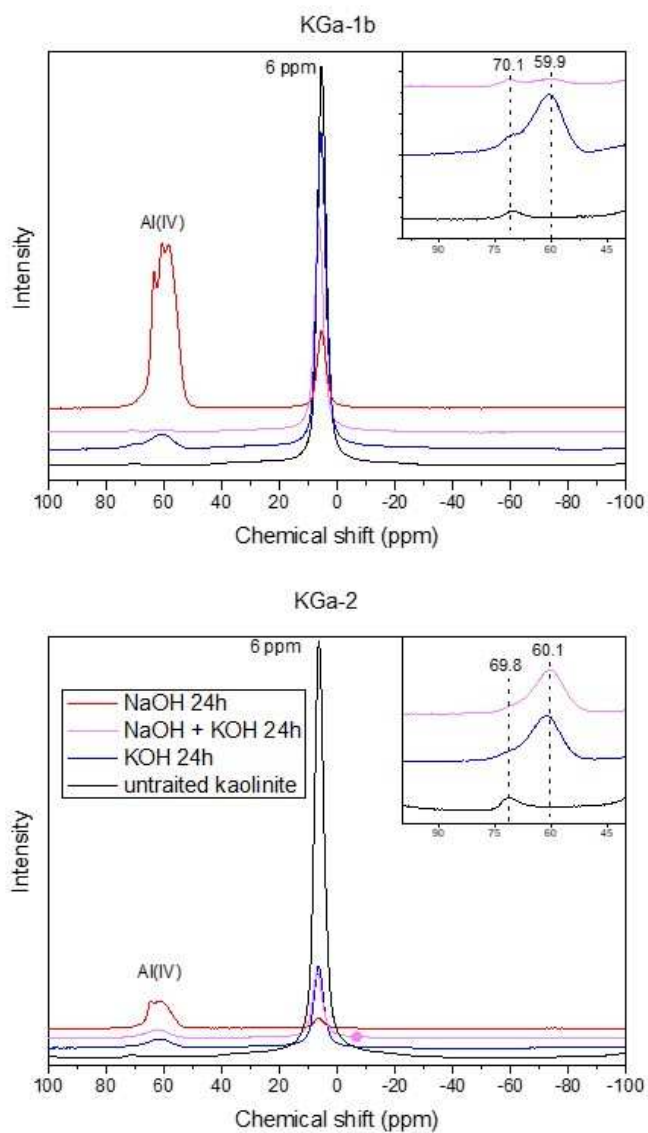 KGa-1b
6 ppm
Al(IV)
70.1 59.9
90 75 60 45
Intensity
100 80 60 40 20 0 -20 -40 -60 -80 -100
Chemical shift (ppm)
KGa-2
6 ppm
69.8 60.1
NaOH 24h
NaOH + KOH 24h
KOH 24h
untraited kaolinite
90 75 60 45
Al(IV)
Intensity
100 80 60 40 20 0 -20 -40 -60 -80 -100
Chemical shift (ppm)